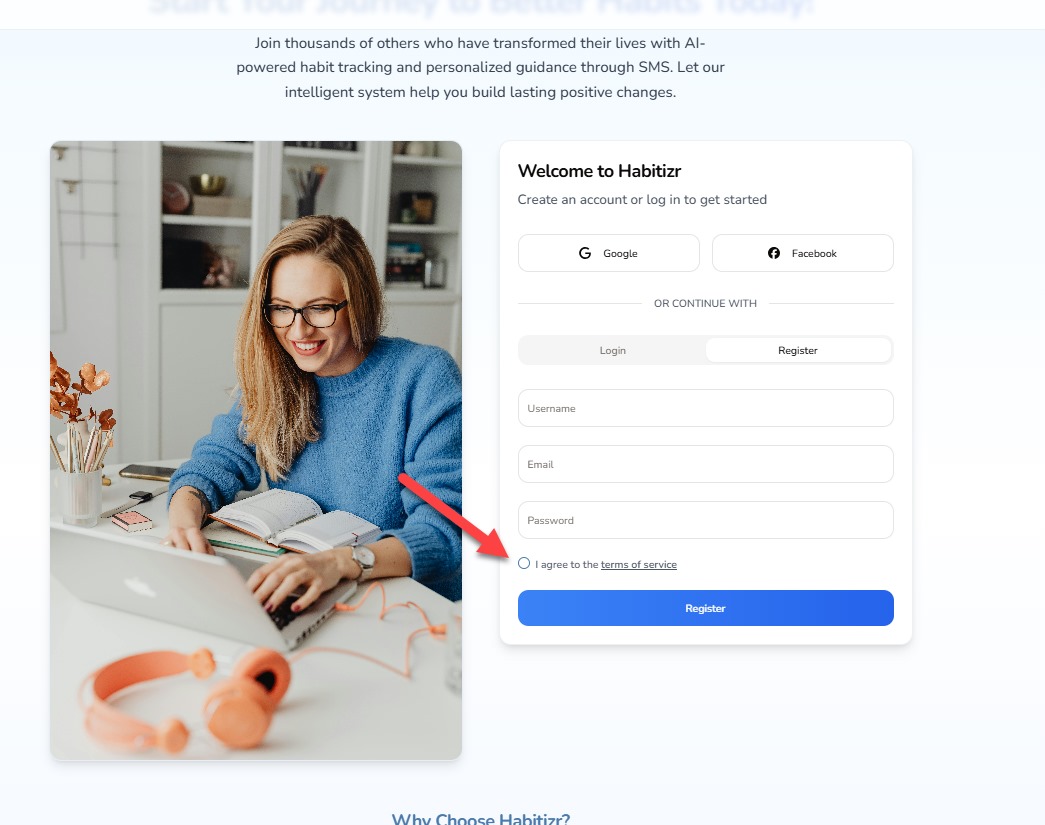 Start Your Journey to Better Habits Today!
Join thousands of others who have transformed their lives with AI-
powered habit tracking and personalized guidance through SMS. Let our
intelligent system help you build lasting positive changes.
Welcome to Habitizr
Create an account or log in to get started
Google
Facebook
OR CONTINUE WITH
Login
Register
Username
Email
Password
I agree to the terms of service
Register
Why Choose Habitizr?